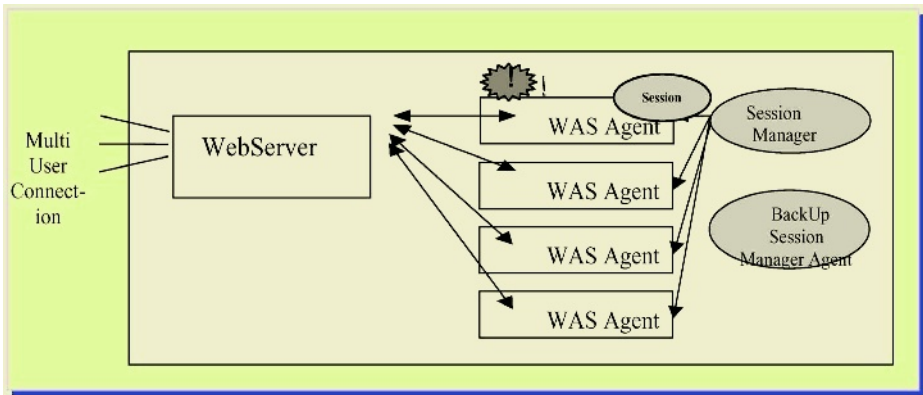 Multi
User
Connect-
ion
WebServer
!
Session
WAS Agent
WAS Agent
WAS Agent
WAS Agent
Session
Manager
BackUp
Session
Manager Agent